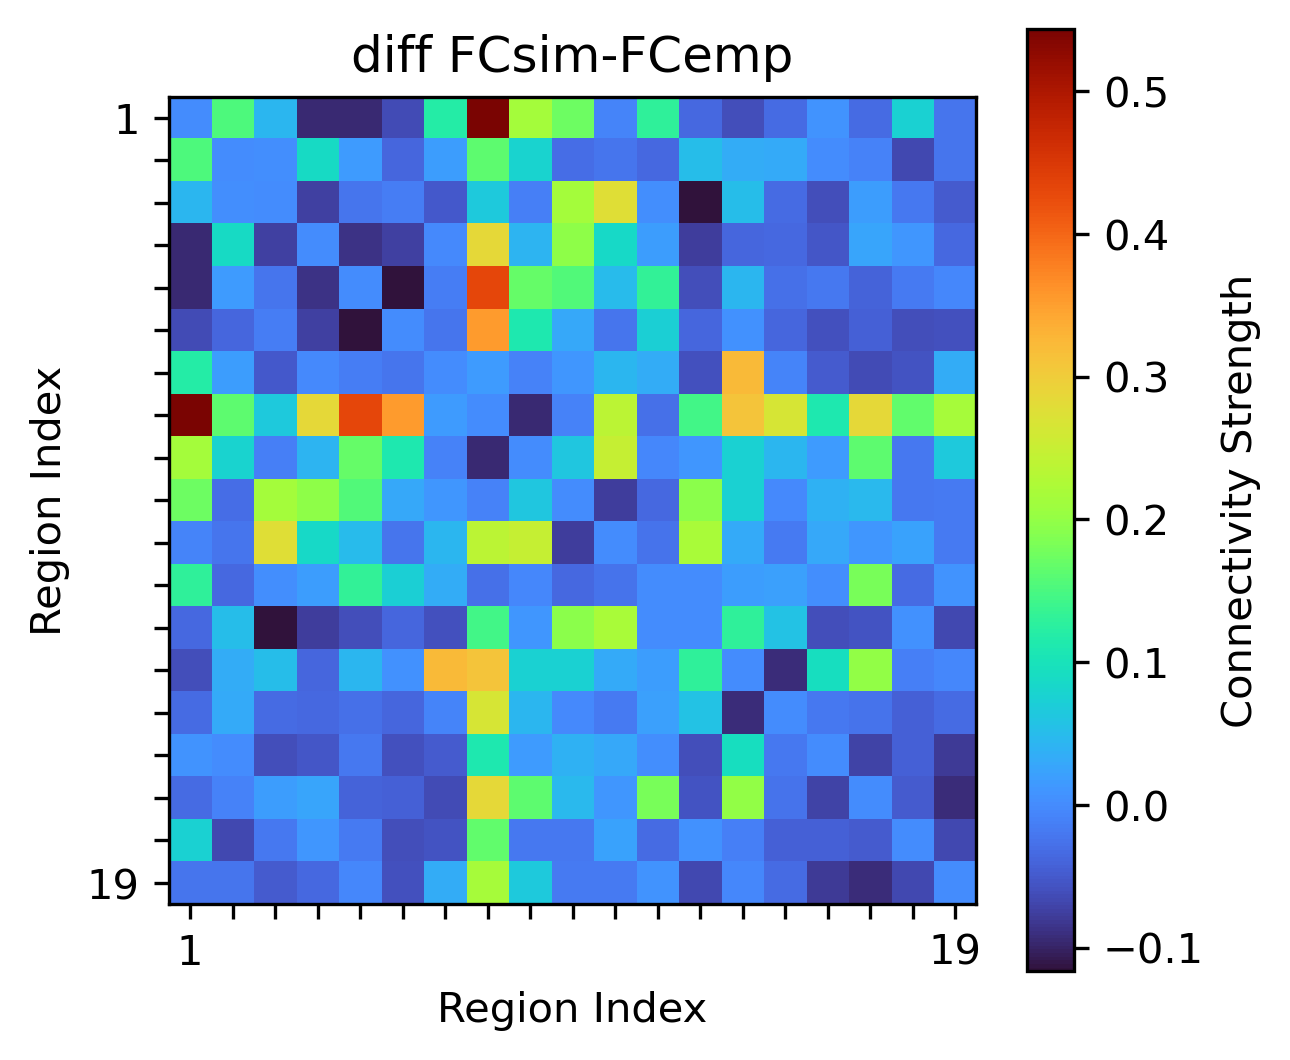 diff FCsim-FCemp
1
19
1
19
Region Index
Region Index
0.5
0.4
0.3
0.2
0.1
0.0
−0.1
Connectivity Strength